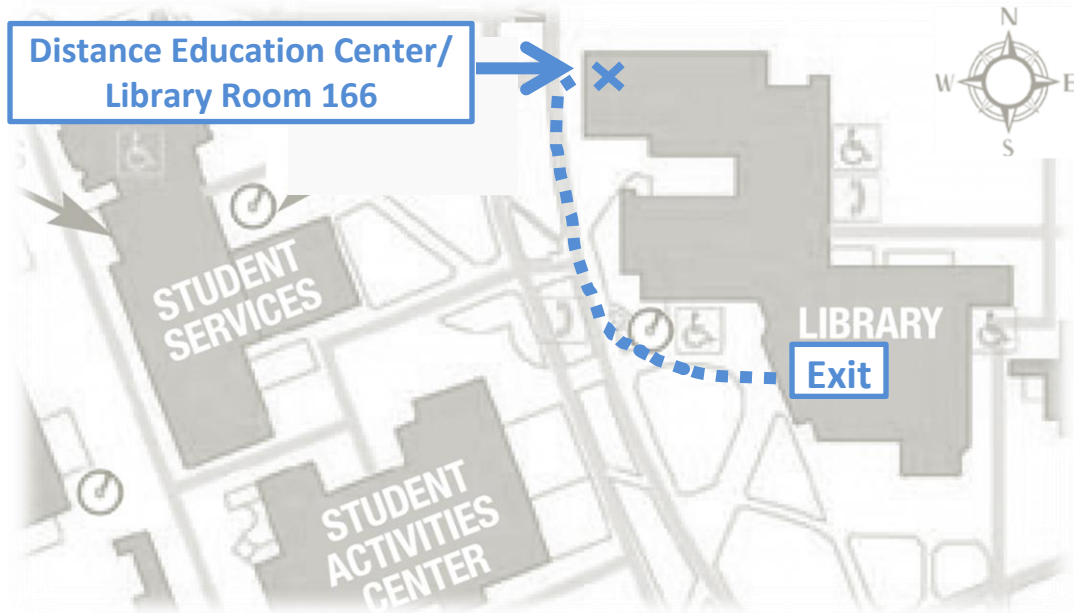 Distance Education Center/
Library Room 166
N
W
E
S
STUDENT
SERVICES
LIBRARY
Exit
STUDENT
ACTIVITIES
CENTER